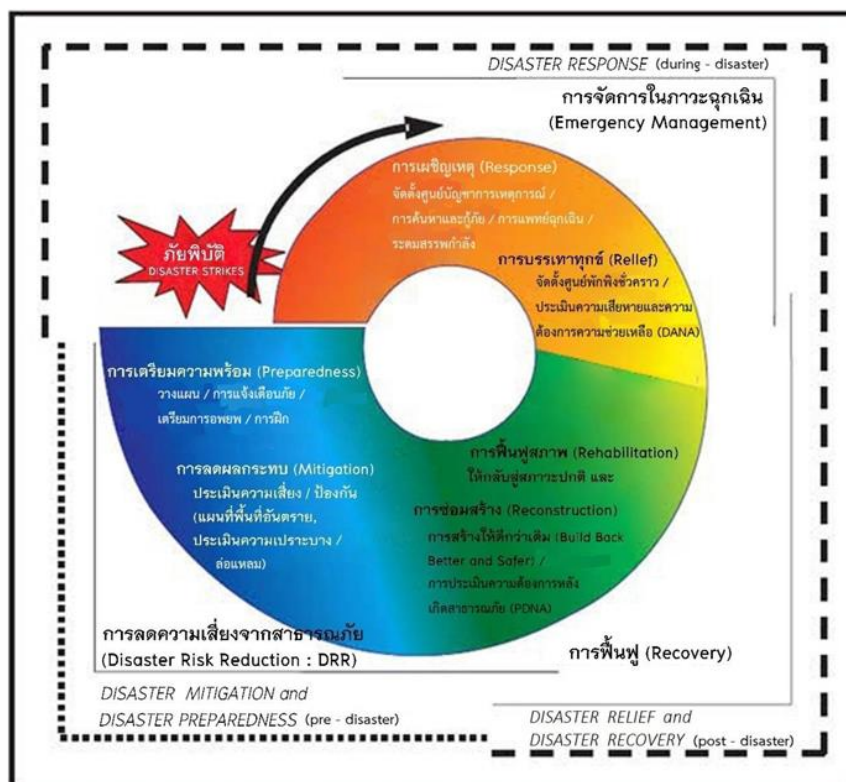 DISASTER RESPONSE (during - disaster)
การจัดการในภาวะฉุกเฉิน
(Emergency Management)
การเผชิญเหตุ (Response)
จัดตั้งศูนย์บัญชาการเหตุการณ์ /
การค้นหาและกู้ภัย / การแพทย์ฉุกเฉิน /
ระดมสรรพกำลัง
ภัยพิบัติ
DISASTER STRIKES
การบรรเทาทุกข์ (Relief)
จัดตั้งศูนย์พักพิงชั่วคราว /
ประเมินความเสียหายและความ
ต้องการความช่วยเหลือ (DANA)
การเตรียมความพร้อม (Preparedness)
วางแผน / การแจ้งเตือนภัย /
เตรียมการอพยพ / การฝึก
การลดผลกระทบ (Mitigation)
ประเมินความเสี่ยง / ป้องกัน
(แผนที่พื้นที่อันตราย,
ประเมินความเปราะบาง /
ล่อแหลม)
การฟื้นฟูสภาพ (Rehabilitation)
ให้กลับสู่สภาวะปกติ และ
การซ่อมสร้าง (Reconstruction)
การสร้างให้ดีกว่าเดิม (Build Back
Better and Safer) /
การประเมินความต้องการหลัง
เกิดสาธารณภัย (PDNA)
การลดความเสี่ยงจากสาธารณภัย
(Disaster Risk Reduction : DRR)
การฟื้นฟู (Recovery)
DISASTER MITIGATION and
DISASTER PREPAREDNESS (pre - disaster)
DISASTER RELIEF and
DISASTER RECOVERY (post - disaster)